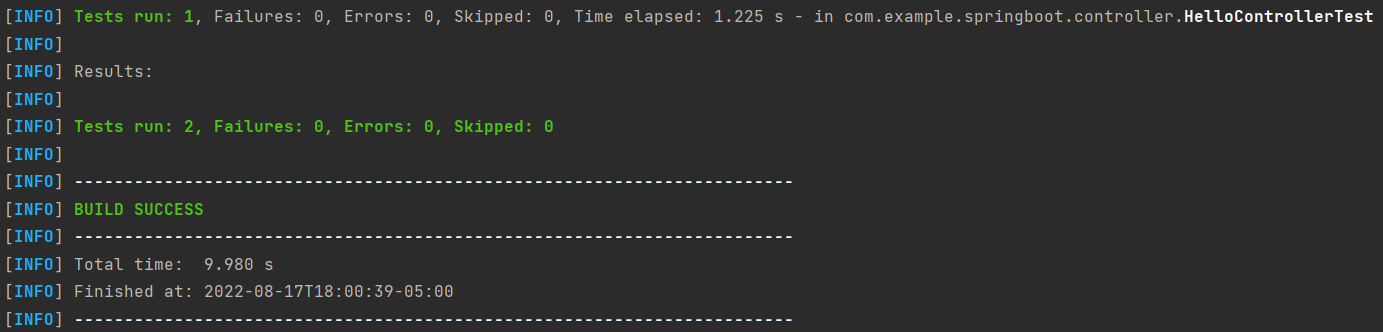 [INFO] Tests run: 1, Failures: 0, Errors: 0, Skipped: 0, Time elapsed: 1.225 s - in com.example.springboot.controller.HelloControllerTest
[INFO]
[INFO] Results:
[INFO]
[INFO] Tests run: 2, Failures: 0, Errors: 0, Skipped: 0
[INFO]
[INFO] ------------------------------------------------------------------------
[INFO] BUILD SUCCESS
[INFO] ------------------------------------------------------------------------
[INFO] Total time:  9.980 s
[INFO] Finished at: 2022-08-17T18:00:39-05:00
[INFO] ------------------------------------------------------------------------